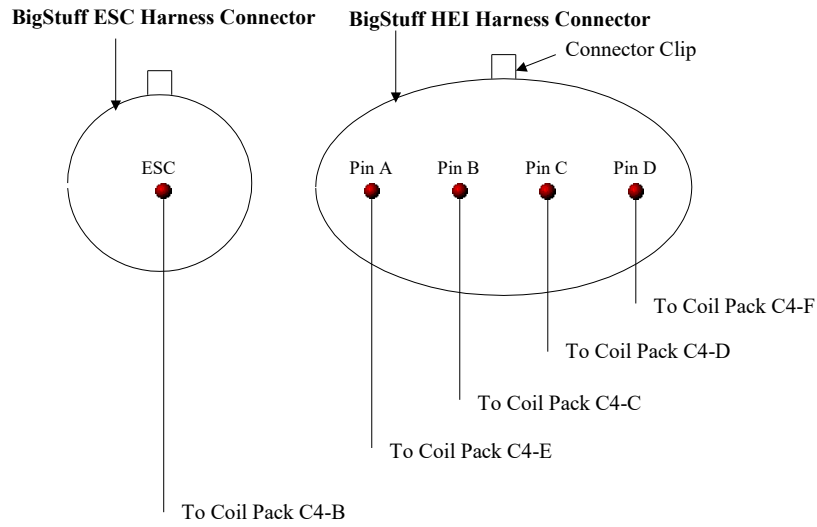 BigStuff ESC Harness Connector
BigStuff HEI Harness Connector
Connector Clip
ESC
Pin A
Pin B
Pin C
Pin D
To Coil Pack C4-F
To Coil Pack C4-D
To Coil Pack C4-C
To Coil Pack C4-E
To Coil Pack C4-B